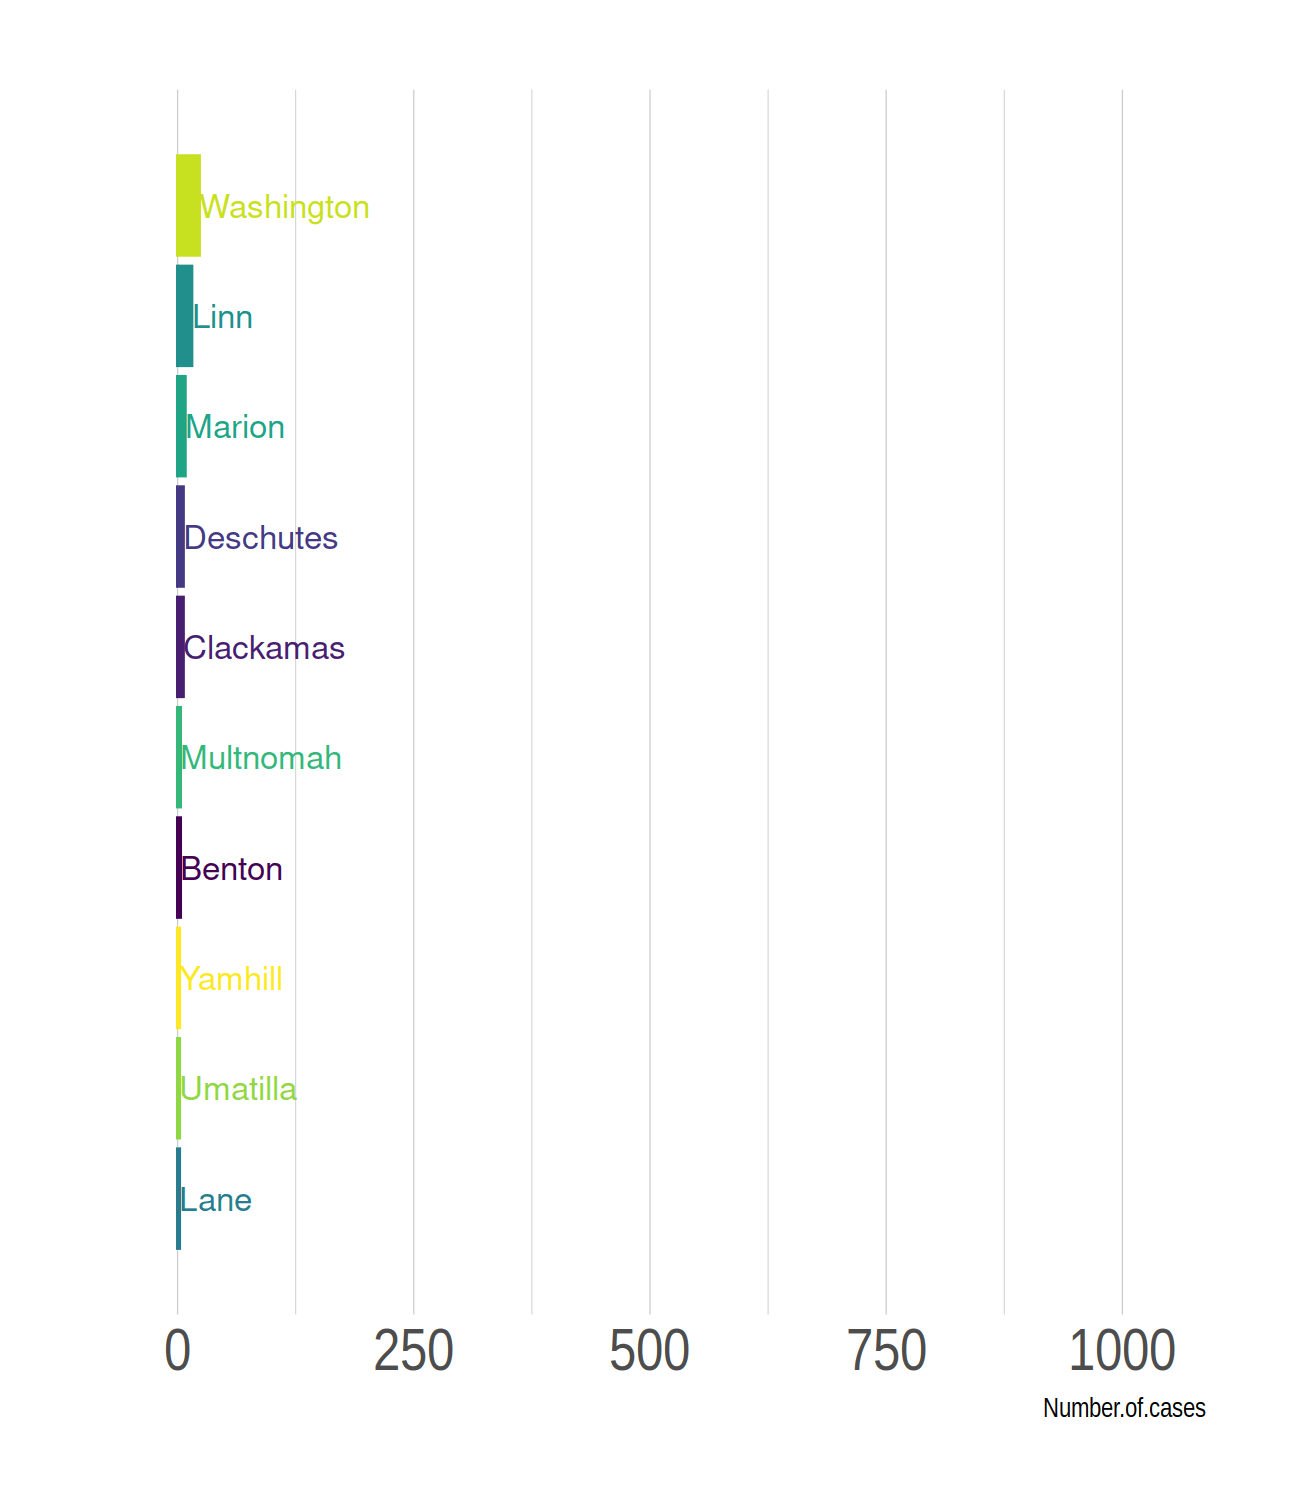 Washington
Linn
Marion
Deschutes
Clackamas
Multnomah
Benton
Yamhill
Umatilla
Lane
0 250 500 750 1000
Number.of.cases